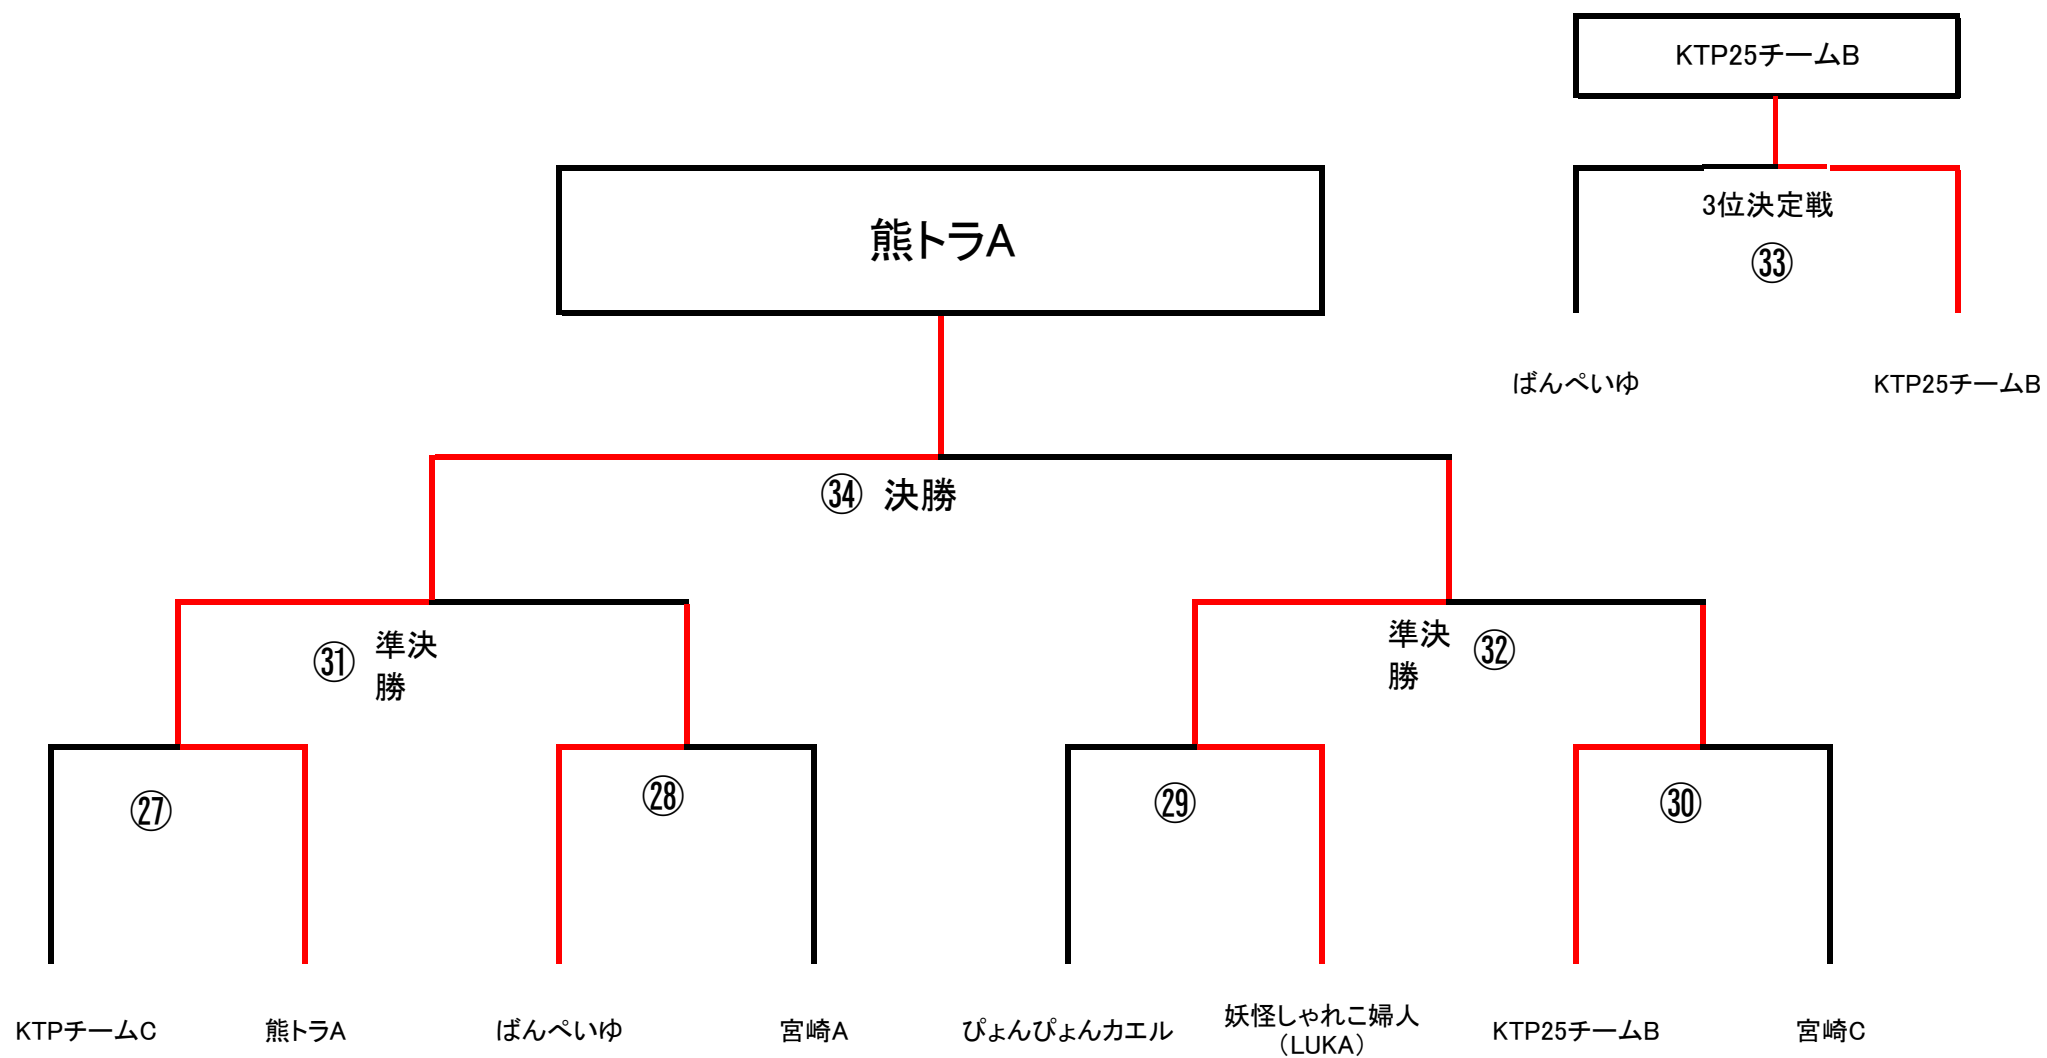 KTP25チームB
3位決定戦
㉝
ばんぺいゆ
KTP25チームB
熊トラA
㉞ 決勝
㉛ 準決
勝
準決 ㉜
勝
㉗
㉘
㉙
㉚
KTPチームC
熊トラA
ばんぺいゆ
宮崎A
ぴょんぴょんカエル
妖怪しゃれこ婦人
（LUKA）
KTP25チームB
宮崎C